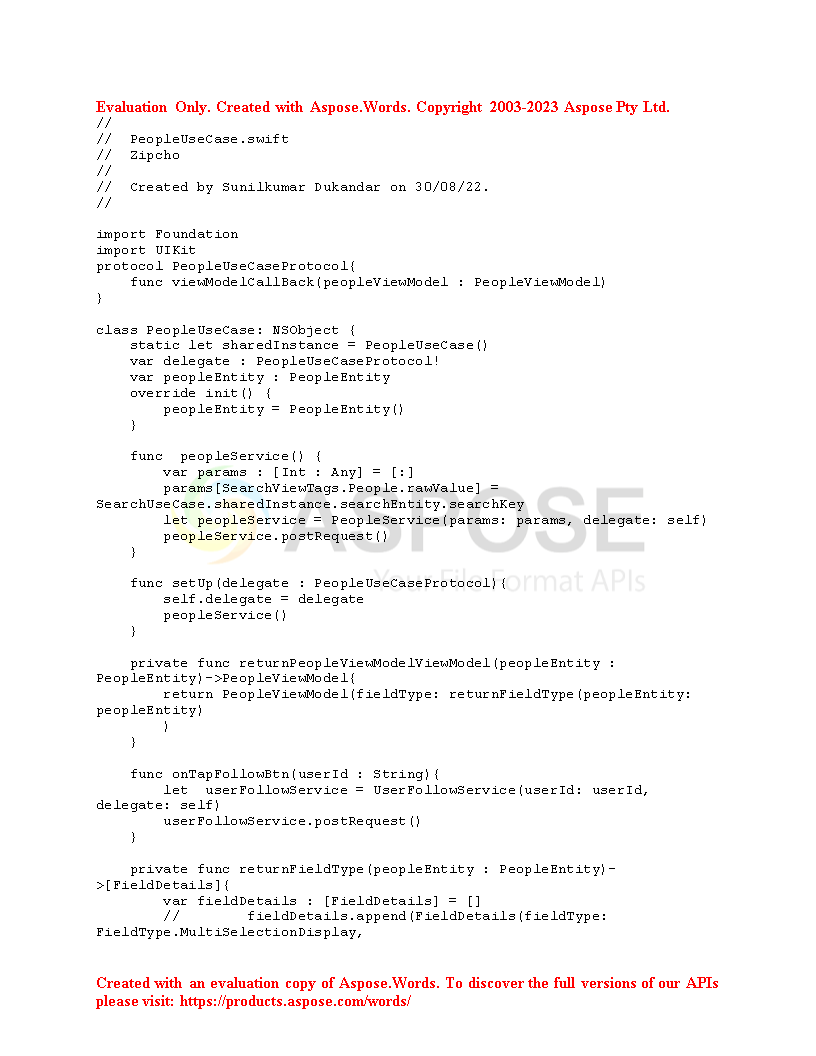 Evaluation Only. Created with Aspose.Words. Copyright 2003-2023 Aspose Pty Ltd.
//
//  PeopleUseCase.swift
//  Zipcho
//
//  Created by Sunilkumar Dukandar on 30/08/22.
//

import Foundation
import UIKit
protocol PeopleUseCaseProtocol{
    func viewModelCallBack(peopleViewModel : PeopleViewModel)
}

class PeopleUseCase: NSObject {
    static let sharedInstance = PeopleUseCase()
    var delegate : PeopleUseCaseProtocol!
    var peopleEntity : PeopleEntity
    override init() {
        peopleEntity = PeopleEntity()
    }

    func  peopleService() {
        var params : [Int : Any] = [:]
        params[SearchViewTags.People.rawValue] =
SearchUseCase.sharedInstance.searchEntity.searchKey
        let peopleService = PeopleService(params: params, delegate: self)
        peopleService.postRequest()
    }
ASPOSE
Your File Format APIs

    func setUp(delegate : PeopleUseCaseProtocol){
        self.delegate = delegate
        peopleService()
    }

    private func returnPeopleViewModelViewModel(peopleEntity :
PeopleEntity)->PeopleViewModel{
        return PeopleViewModel(fieldType: returnFieldType(peopleEntity:
peopleEntity)
        )
    }

    func onTapFollowBtn(userId : String){
        let  userFollowService = UserFollowService(userId: userId,
delegate: self)
        userFollowService.postRequest()
    }

    private func returnFieldType(peopleEntity : PeopleEntity)-
>[FieldDetails]{
        var fieldDetails : [FieldDetails] = []
        //        fieldDetails.append(FieldDetails(fieldType:
FieldType.MultiSelectionDisplay,

Created with an evaluation copy of Aspose.Words. To discover the full versions of our APIs
please visit: https://products.aspose.com/words/